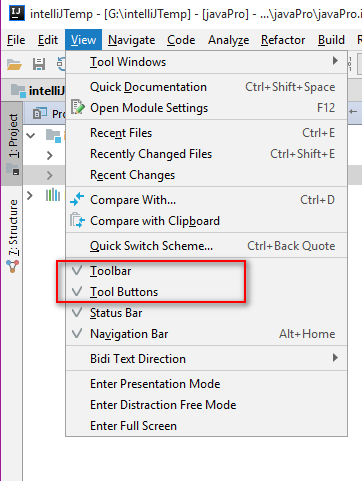 intelliJTemp - [G:\intelliJTemp] - [javaPro] - ...\javaPro\javaPro.i
File Edit View Navigate Code Analyze Refactor Build
intelliJ
1: Project
Pro
7: Structure
Tool Windows
Quick Documentation Ctrl+Shift+Space
Open Module Settings F12
Recent Files Ctrl+E
Recently Changed Files Ctrl+Shift+E
Recent Changes
Compare With... Ctrl+D
Compare with Clipboard
Quick Switch Scheme... Ctrl+Back Quote
Toolbar
Tool Buttons
Status Bar
Navigation Bar Alt+Home
Bidi Text Direction
Enter Presentation Mode
Enter Distraction Free Mode
Enter Full Screen